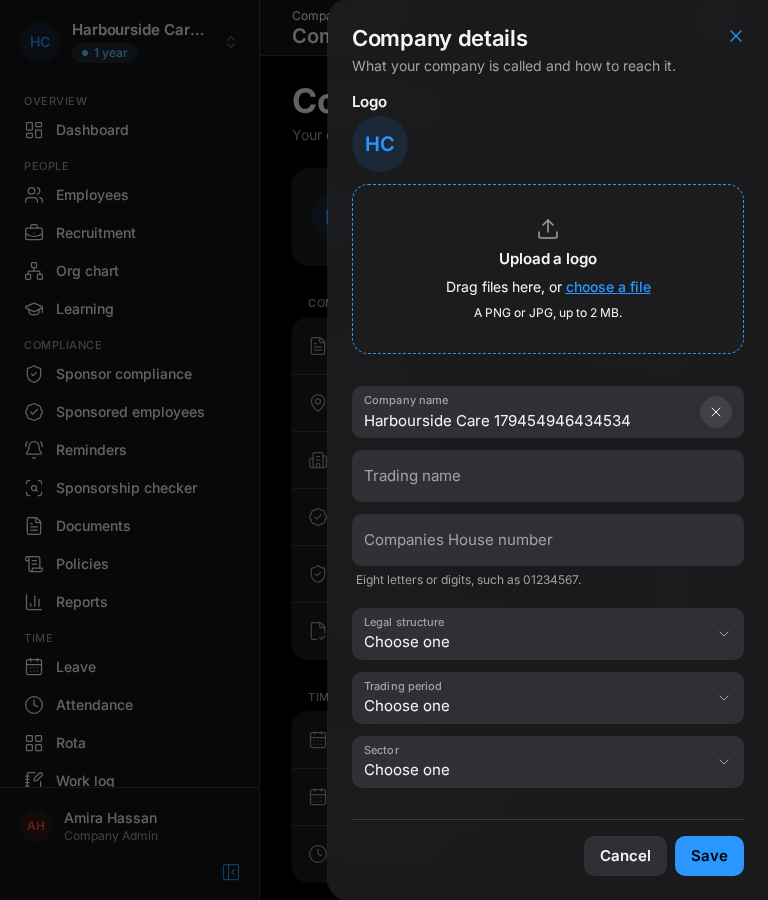 HC
Harbourside Car...
1 year
OVERVIEW
Dashboard
PEOPLE
Employees
Recruitment
Org chart
Learning
COMPLIANCE
Sponsor compliance
Sponsored employees
Reminders
Sponsorship checker
Documents
Policies
Reports
TIME
Leave
Attendance
Rota
Work log
AH
Amira Hassan
Company Admin
Company details
What your company is called and how to reach it.
Logo
HC
Upload a logo
Drag files here, or choose a file
A PNG or JPG, up to 2 MB.
Company name
Harbourside Care 179454946434534
Trading name
Companies House number
Eight letters or digits, such as 01234567.
Legal structure
Choose one
Trading period
Choose one
Sector
Choose one
Cancel
Save